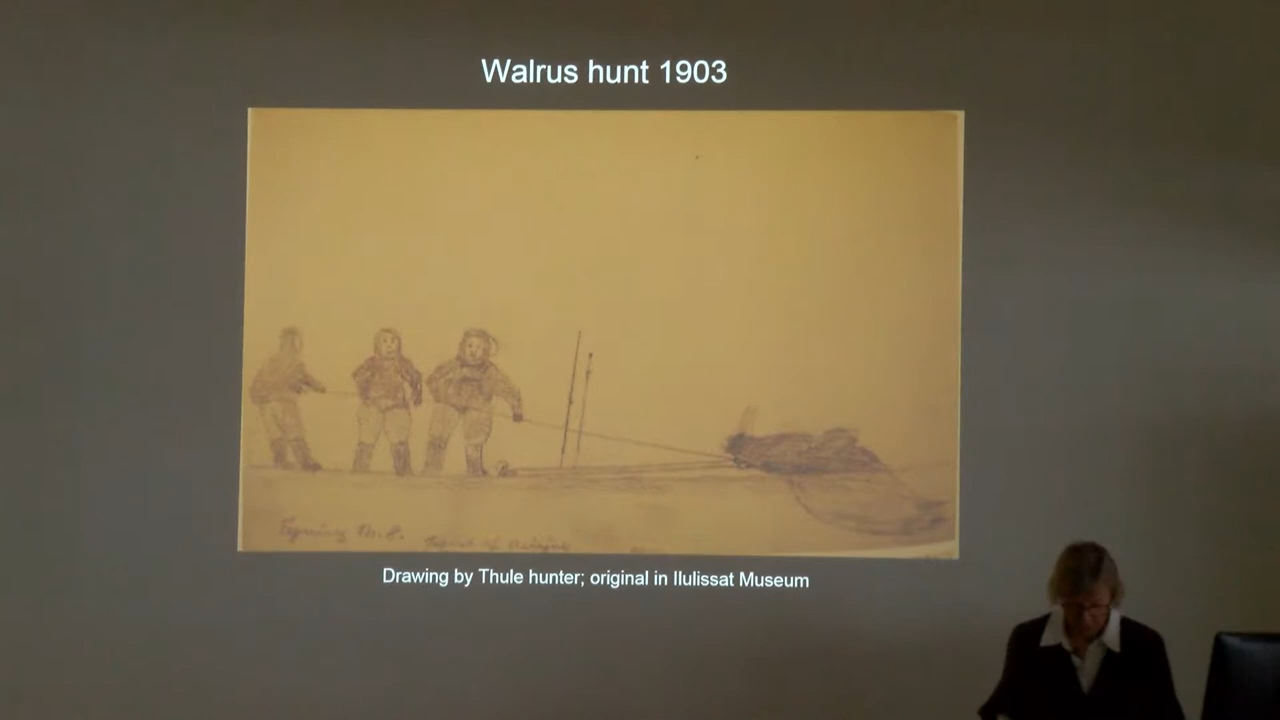 Walrus hunt 1903
Drawing by Thule hunter; original in Ilulissat Museum